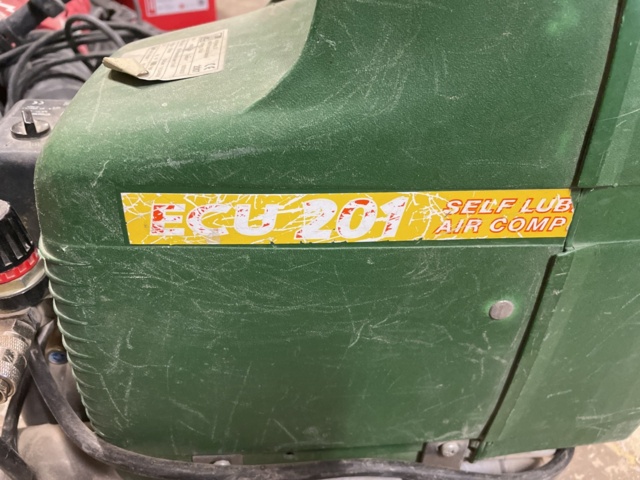 ECU 201
SELF LUB
AIR COMP